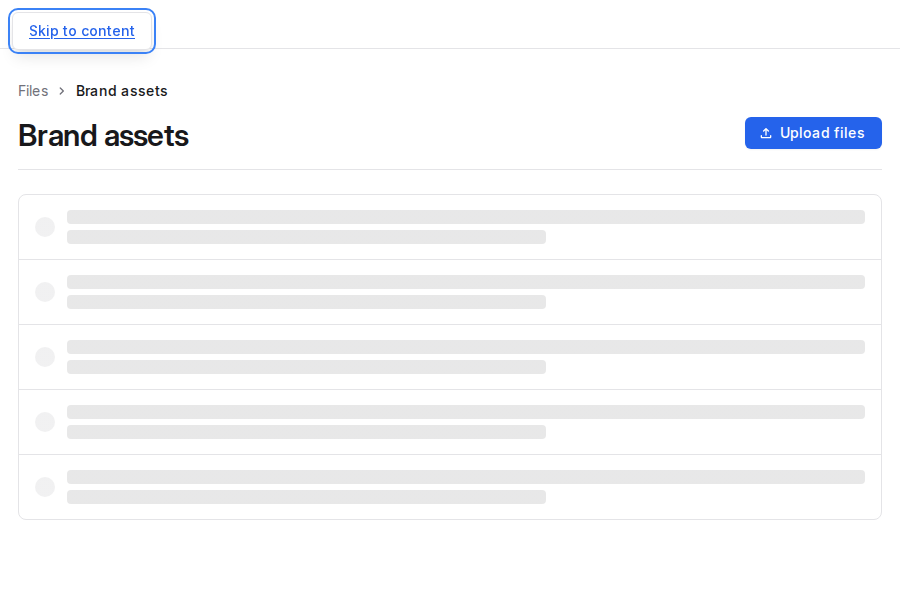 Skip to content
Files > Brand assets
Brand assets
Upload files